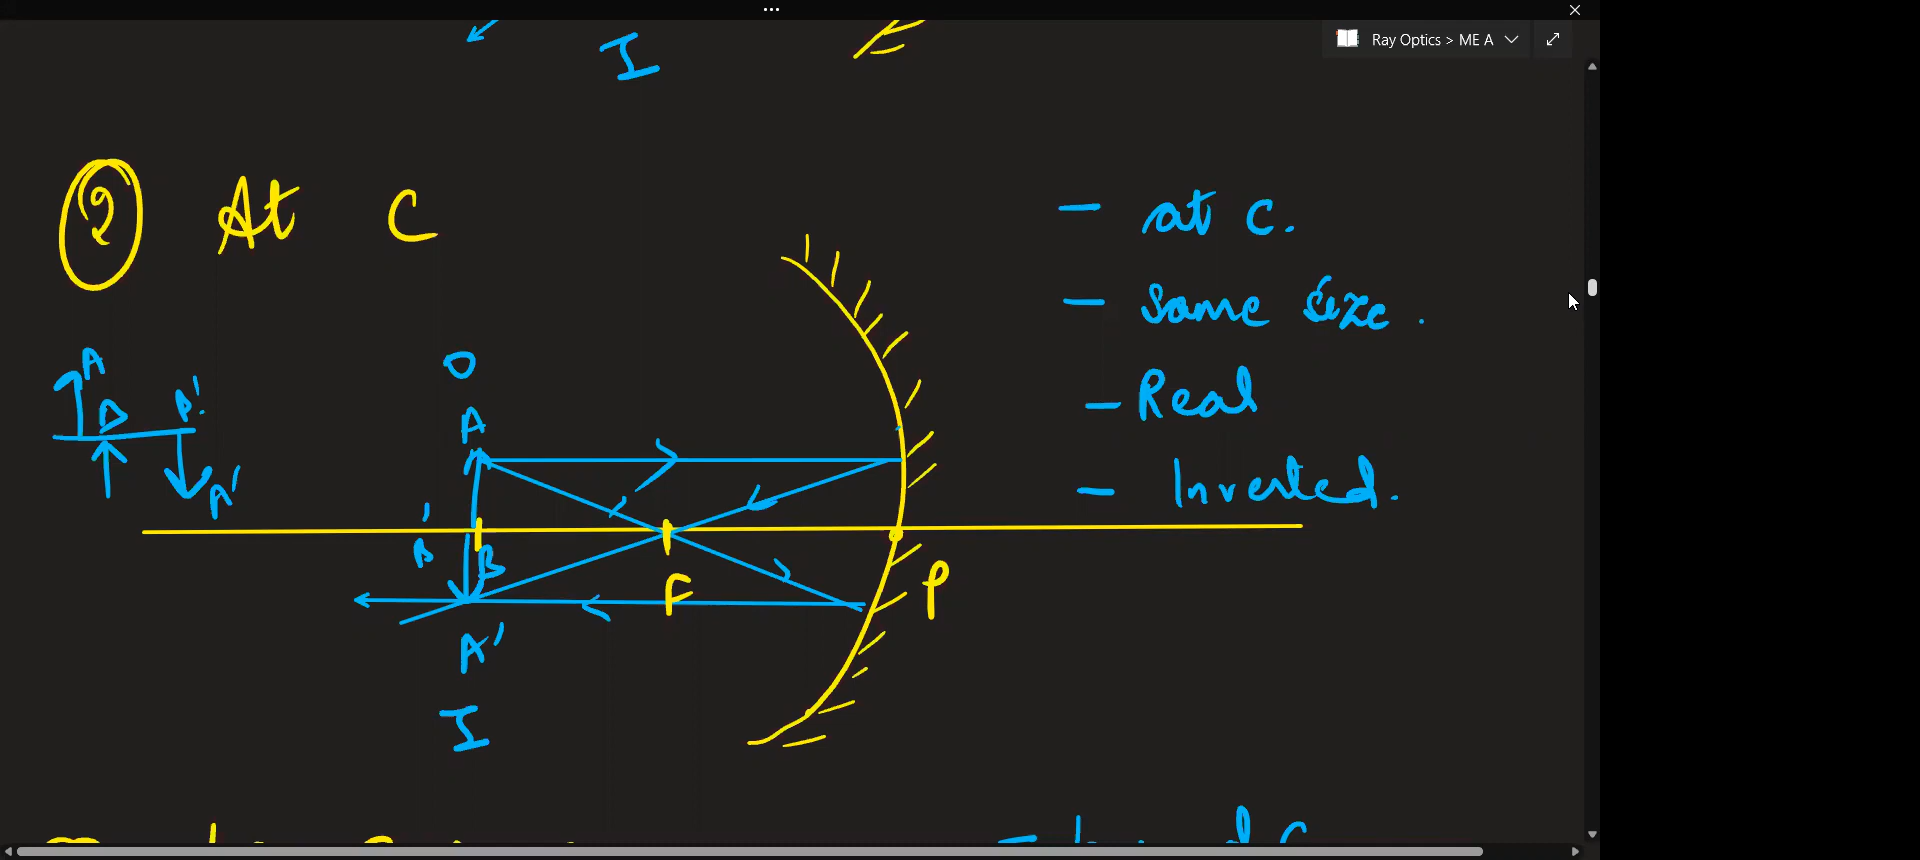 Ray Optics > ME A
I
2 At C
- at C.
- Same Size.
- Real
- Inverted.
O
A
A
B'
A'
B'
B
F
P
A'
I